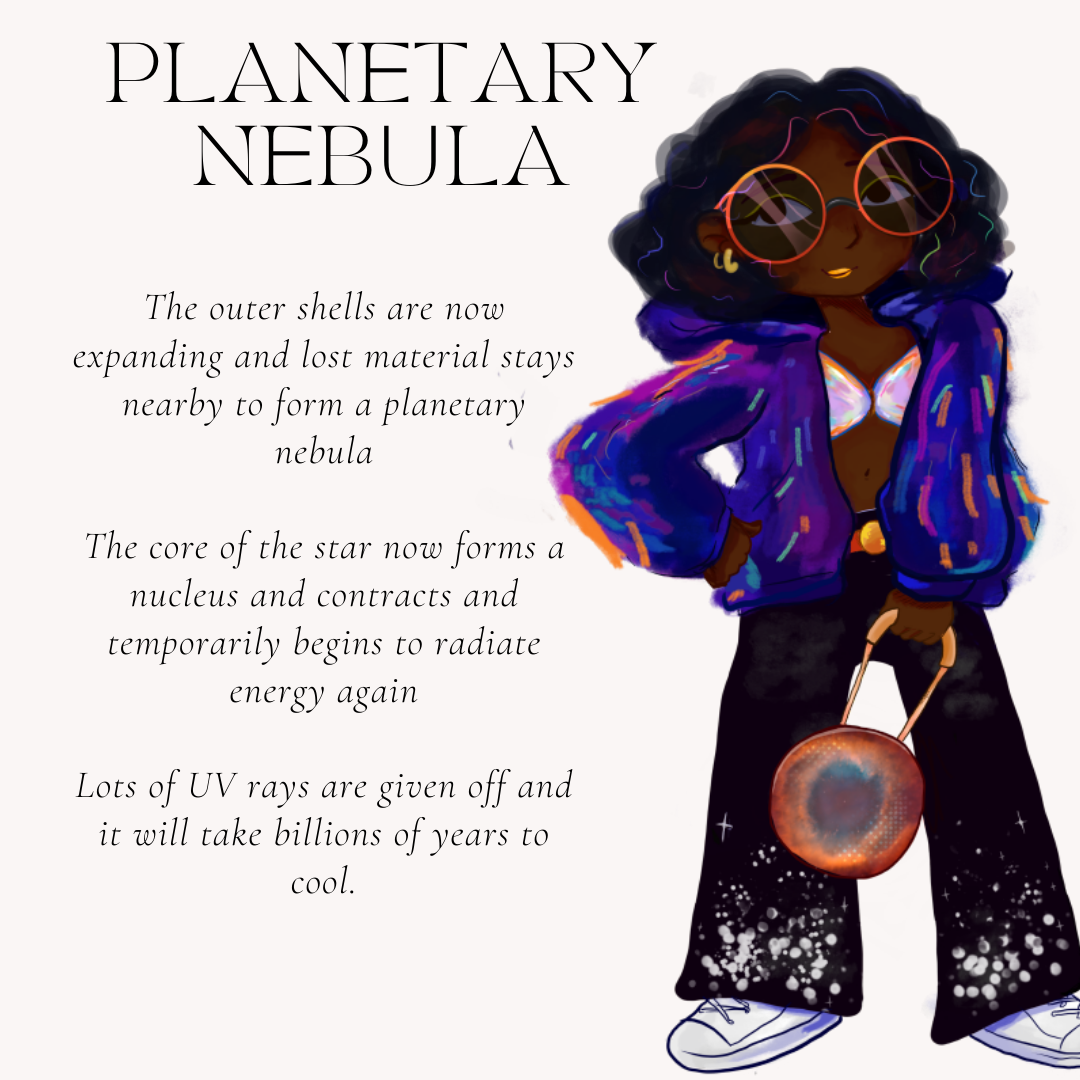 PLANETARY
NEBULA
The outer shells are now
expanding and lost material stays
nearby to form a planetary
nebula
The core of the star now forms a
nucleus and contracts and
temporarily begins to radiate
energy again
Lots of UV rays are given off and
it will take billions of years to
cool.